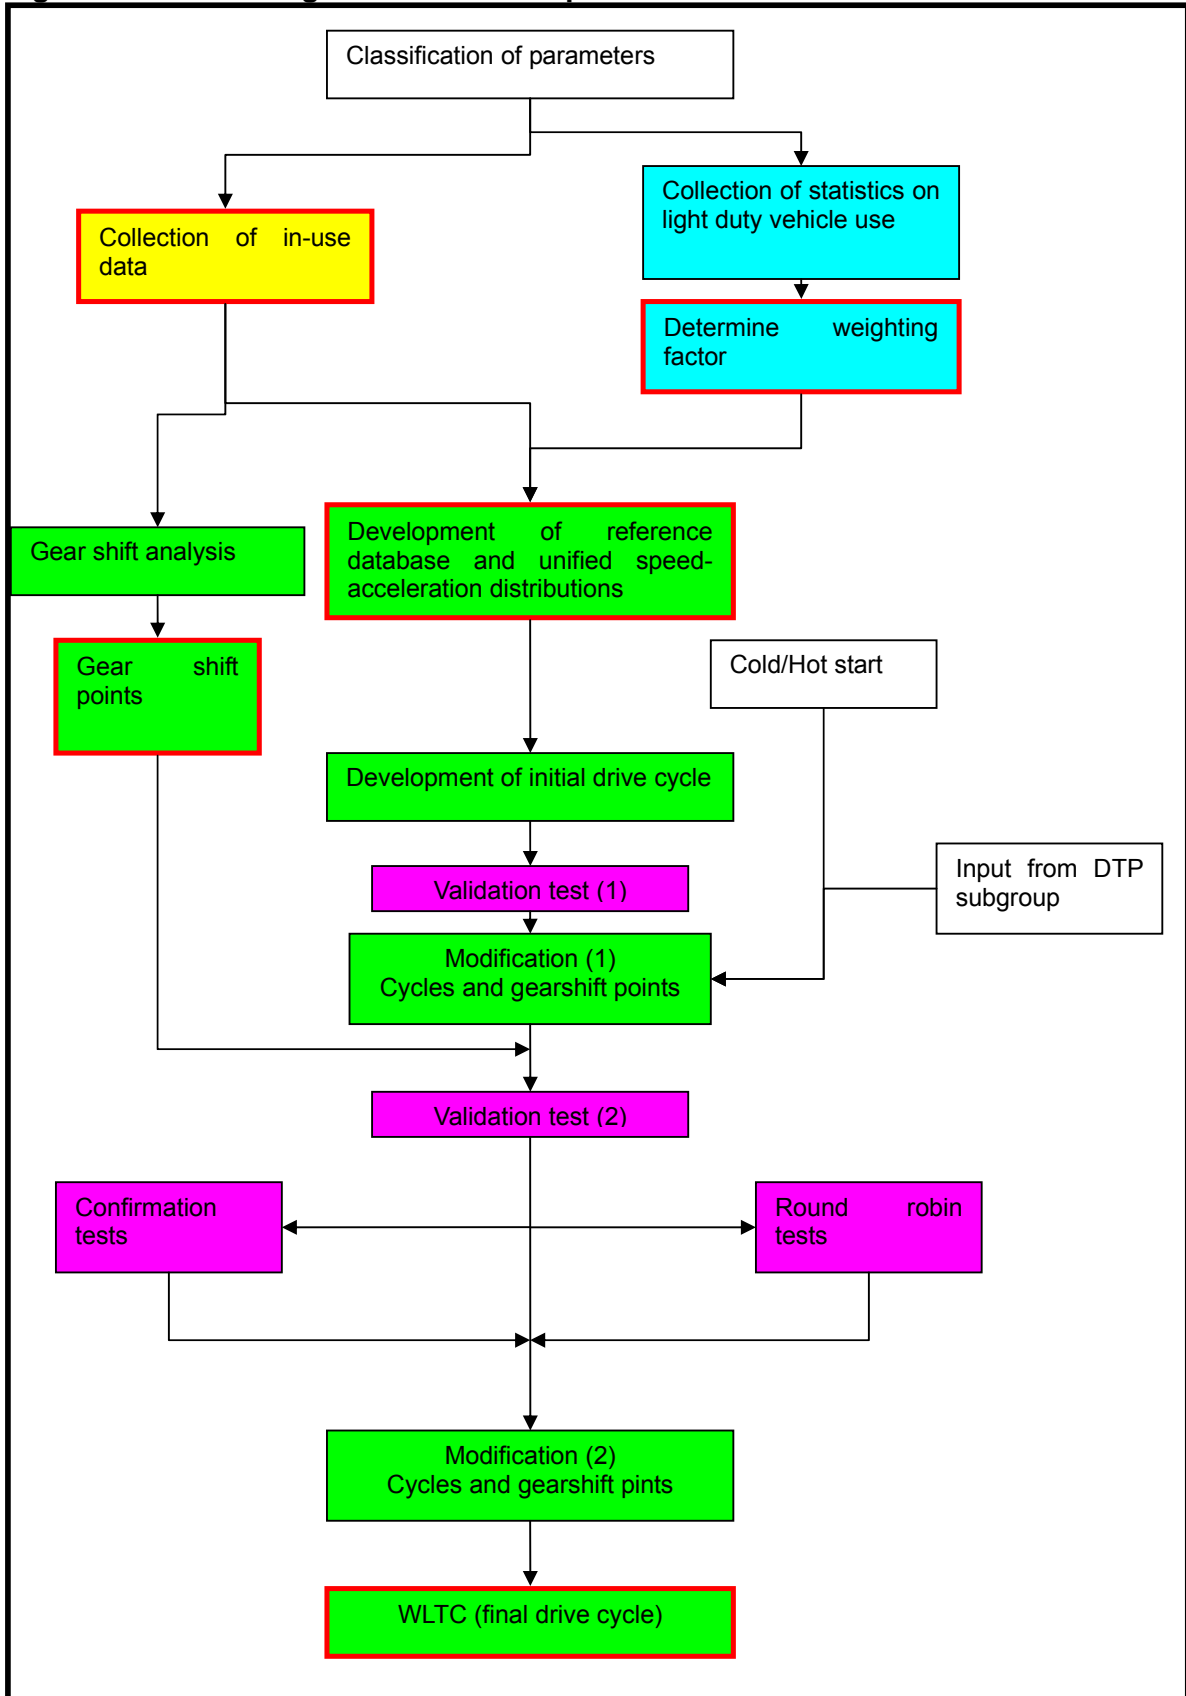 Classification of parameters
Collection of statistics on
light duty vehicle use
Collection of in-use
data
Determine weighting
factor
Development of reference
database and unified speed-
acceleration distributions
Gear shift analysis
Gear shift
points
Cold/Hot start
Development of initial drive cycle
Input from DTP
subgroup
Validation test (1)
Modification (1)
Cycles and gearshift points
Validation test (2)
Confirmation
tests
Round robin
tests
Modification (2)
Cycles and gearshift pints
WLTC (final drive cycle)